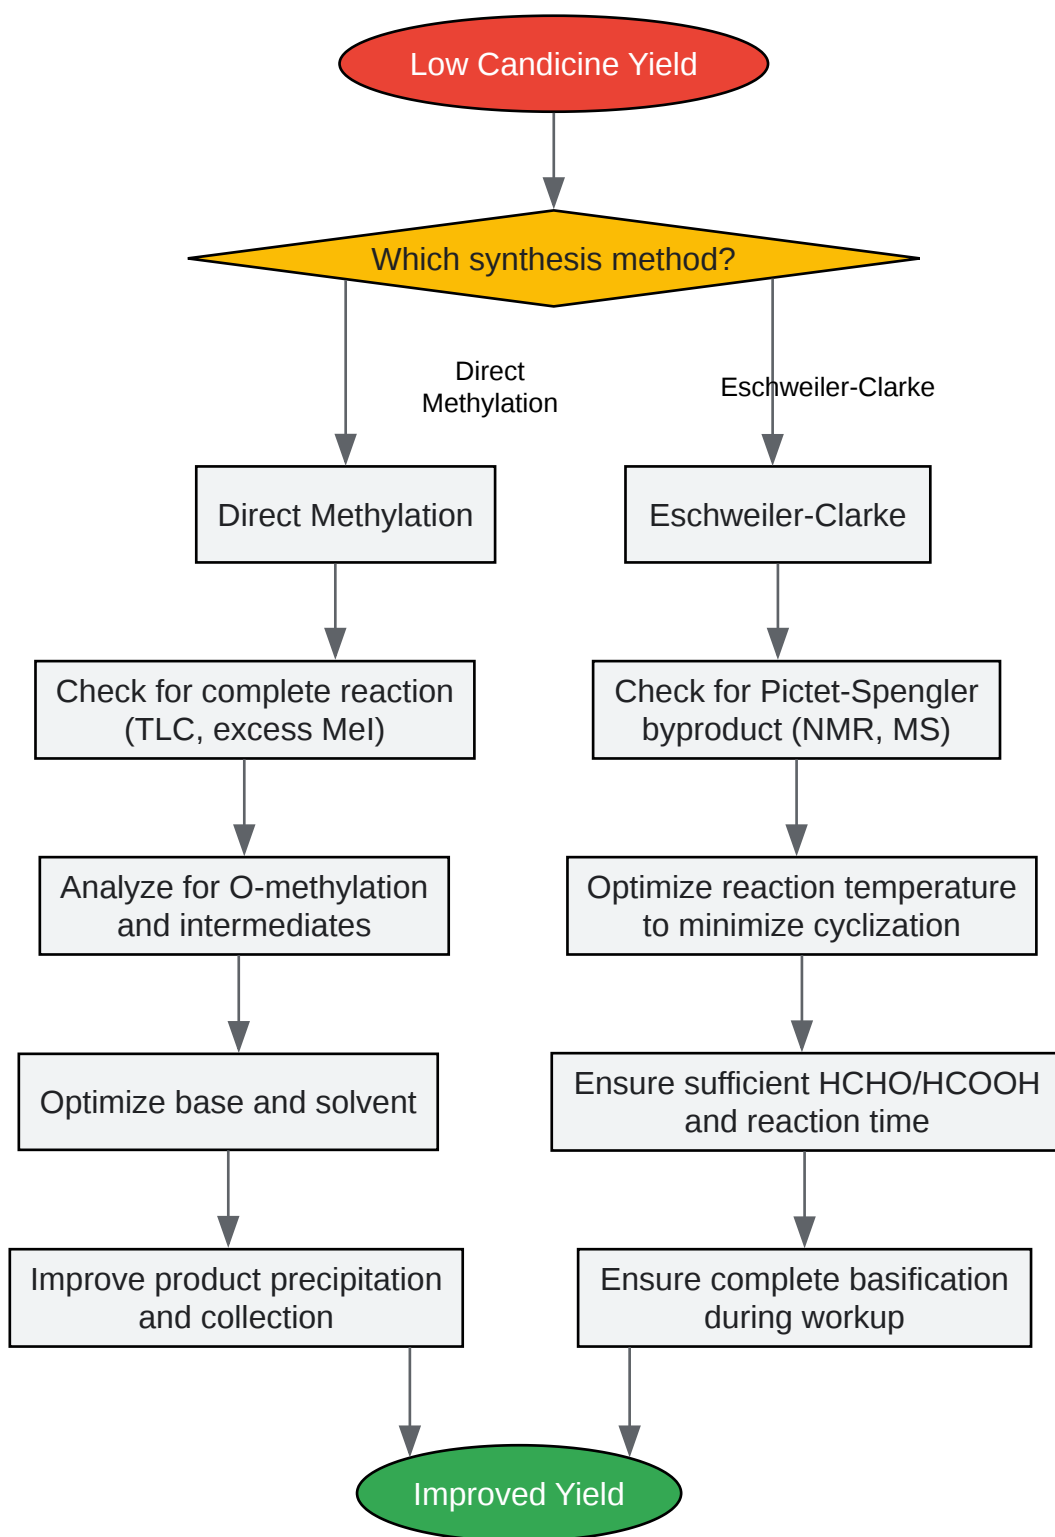 Low Candicine Yield
Which synthesis method?
Direct
Methylation
Eschweiler-Clarke
Direct Methylation
Eschweiler-Clarke
Check for complete reaction
(TLC, excess MeI)
Check for Pictet-Spengler
byproduct (NMR, MS)
Analyze for O-methylation
and intermediates
Optimize reaction temperature
to minimize cyclization
Optimize base and solvent
Ensure sufficient HCHO/HCOOH
and reaction time
Improve product precipitation
and collection
Ensure complete basification
during workup
Improved Yield